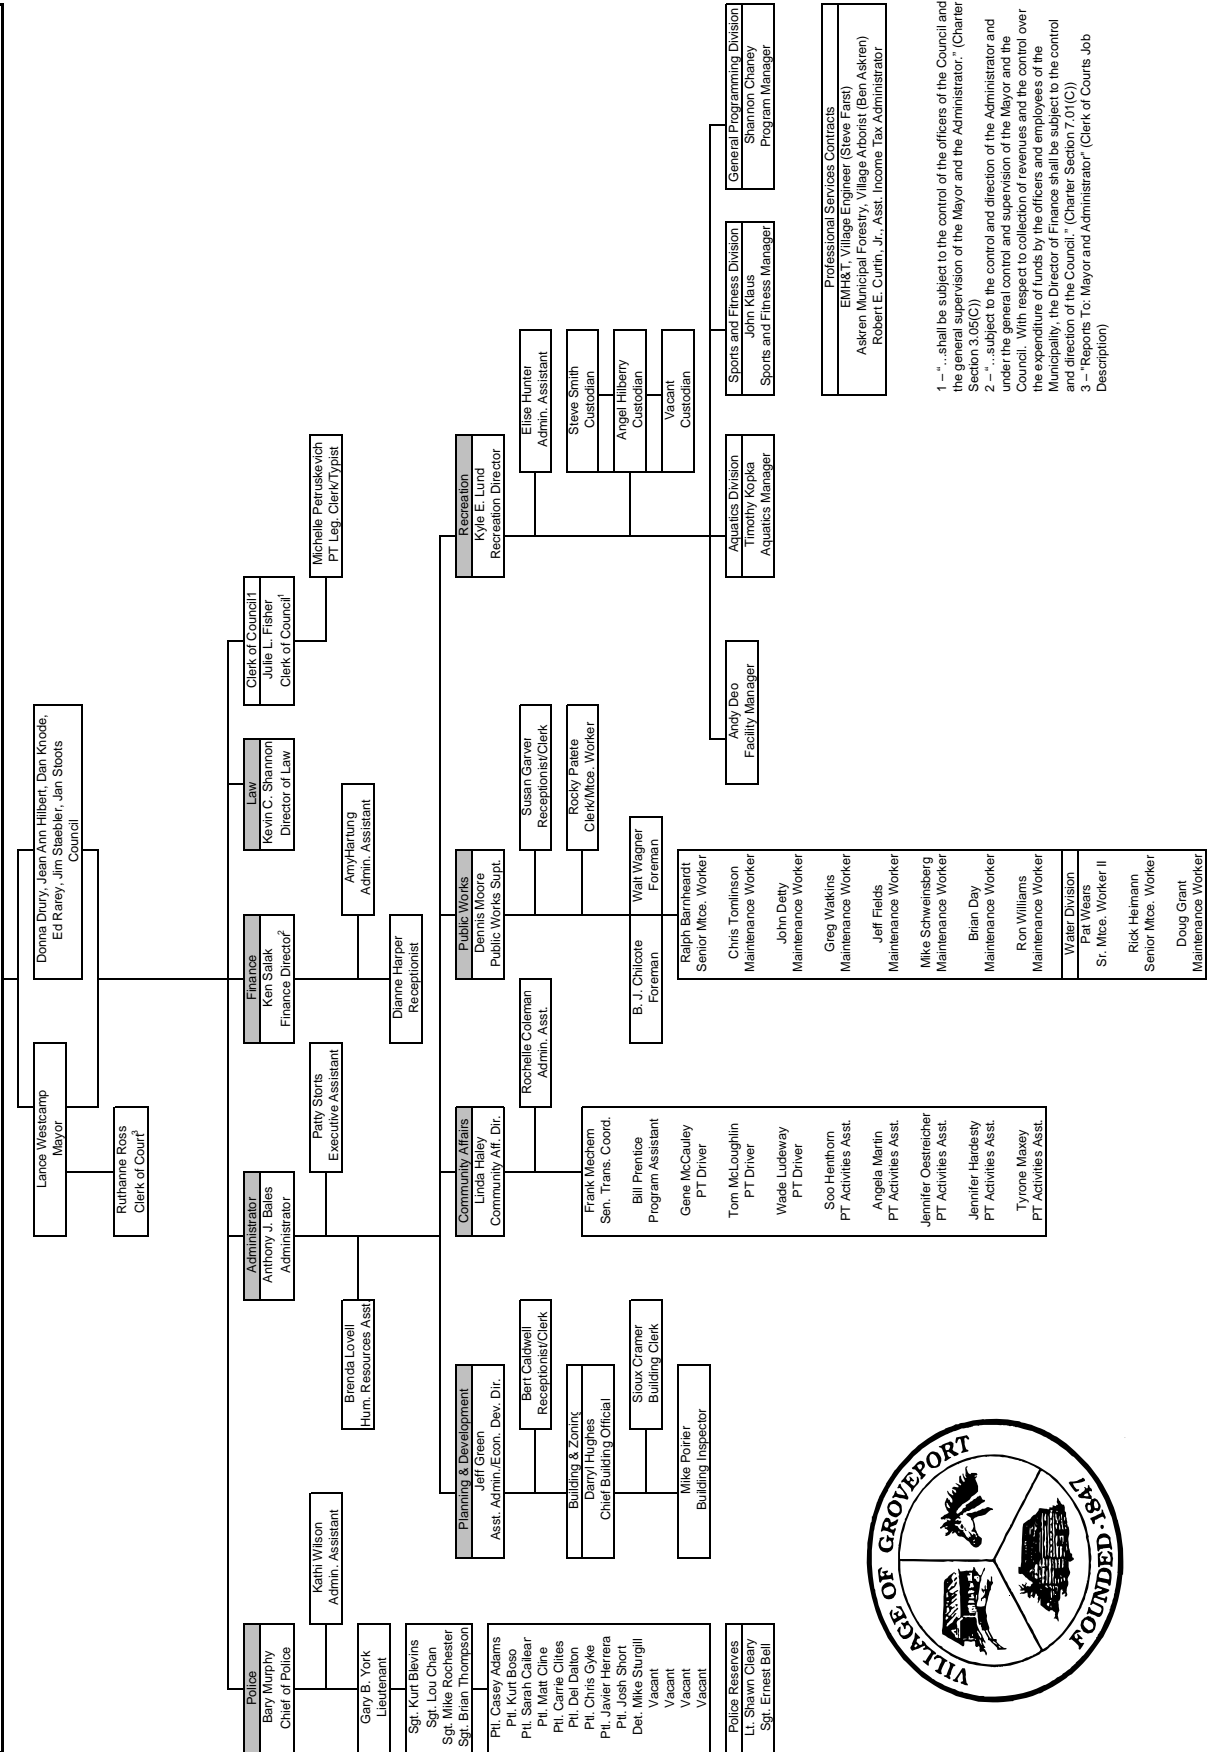 Lance Westcamp
Mayor
Donna Drury, Jean Ann Hilbert, Dan Knode,
Ed Rarey, Jim Staebler, Jan Stoots
Council
Ruthanne Ross
Clerk of Court3
Police
Bary Murphy
Chief of Police
Kathi Wilson
Admin. Assistant
Gary B. York
Lieutenant
Sgt. Kurt Blevins
Sgt. Lou Chan
Sgt. Mike Rochester
Sgt. Brian Thompson
Ptl. Casey Adams
Ptl. Kurt Boso
Ptl. Sarah Cailear
Ptl. Matt Cline
Ptl. Carrie Clites
Ptl. Del Dalton
Ptl. Chris Gyke
Ptl. Javier Herrera
Ptl. Josh Short
Det. Mike Sturgill
Vacant
Vacant
Vacant
Vacant
Police Reserves
Lt. Shawn Cleary
Sgt. Ernest Bell
Administrator
Anthony J. Bales
Administrator
Patty Storts
Executive Assistant
Brenda Lovell
Hum. Resources Asst.
Finance
Ken Salak
Finance Director2
AmyHartung
Admin. Assistant
Dianne Harper
Receptionist
Law
Kevin C. Shannon
Director of Law
Clerk of Council1
Julie L. Fisher
Clerk of Council1
Michelle Petruskevich
PT Leg. Clerk/Typist
Planning & Development
Jeff Green
Asst. Admin./Econ. Dev. Dir.
Bert Caldwell
Receptionist/Clerk
Building & Zoning
Darryl Hughes
Chief Building Official
Sioux Cramer
Building Clerk
Mike Poirier
Building Inspector
Community Affairs
Linda Haley
Community Aff. Dir.
Rochelle Coleman
Admin. Asst.
Frank Mechem
Sen. Trans. Coord.
Bill Prentice
Program Assistant
Gene McCauley
PT Driver
Tom McLoughlin
PT Driver
Wade Ludeway
PT Driver
Soo Henthorn
PT Activities Asst.
Angela Martin
PT Activities Asst.
Jennifer Oestreicher
PT Activities Asst.
Jennifer Hardesty
PT Activities Asst.
Tyrone Maxey
PT Activities Asst.
Public Works
Dennis Moore
Public Works Supt.
Susan Garver
Receptionist/Clerk
Rocky Patete
Clerk/Mtce. Worker
B. J. Chilcote
Foreman
Walt Wagner
Foreman
Ralph Barnheardt
Senior Mtce. Worker
Chris Tomlinson
Maintenance Worker
John Detty
Maintenance Worker
Greg Watkins
Maintenance Worker
Jeff Fields
Maintenance Worker
Mike Schweinsberg
Maintenance Worker
Brian Day
Maintenance Worker
Ron Williams
Maintenance Worker
Water Division
Pat Wears
Sr. Mtce. Worker II
Rick Heimann
Senior Mtce. Worker
Doug Grant
Maintenance Worker
Recreation
Kyle E. Lund
Recreation Director
Elise Hunter
Admin. Assistant
Steve Smith
Custodian
Angel Hilberry
Custodian
Vacant
Custodian
Andy Deo
Facility Manager
Aquatics Division
Timothy Kopka
Aquatics Manager
Sports and Fitness Division
John Klaus
Sports and Fitness Manager
General Programming Division
Shannon Chaney
Program Manager
Professional Services Contracts
EMH&T, Village Engineer (Steve Farst)
Askren Municipal Forestry, Village Arborist (Ben Askren)
Robert E. Curtin, Jr., Asst. Income Tax Administrator
1 – “…shall be subject to the control of the officers of the Council and
the general supervision of the Mayor and the Administrator.” (Charter
Section 3.05(C))
2 – “…subject to the control and direction of the Administrator and
under the general control and supervision of the Mayor and the
Council. With respect to collection of revenues and the control over
the expenditure of funds by the officers and employees of the
Municipality, the Director of Finance shall be subject to the control
and direction of the Council.” (Charter Section 7.01(C))
3 – "Reports To: Mayor and Administrator" (Clerk of Courts Job
Description)
VILLAGE OF GROVEPORT
FOUNDED · 1847